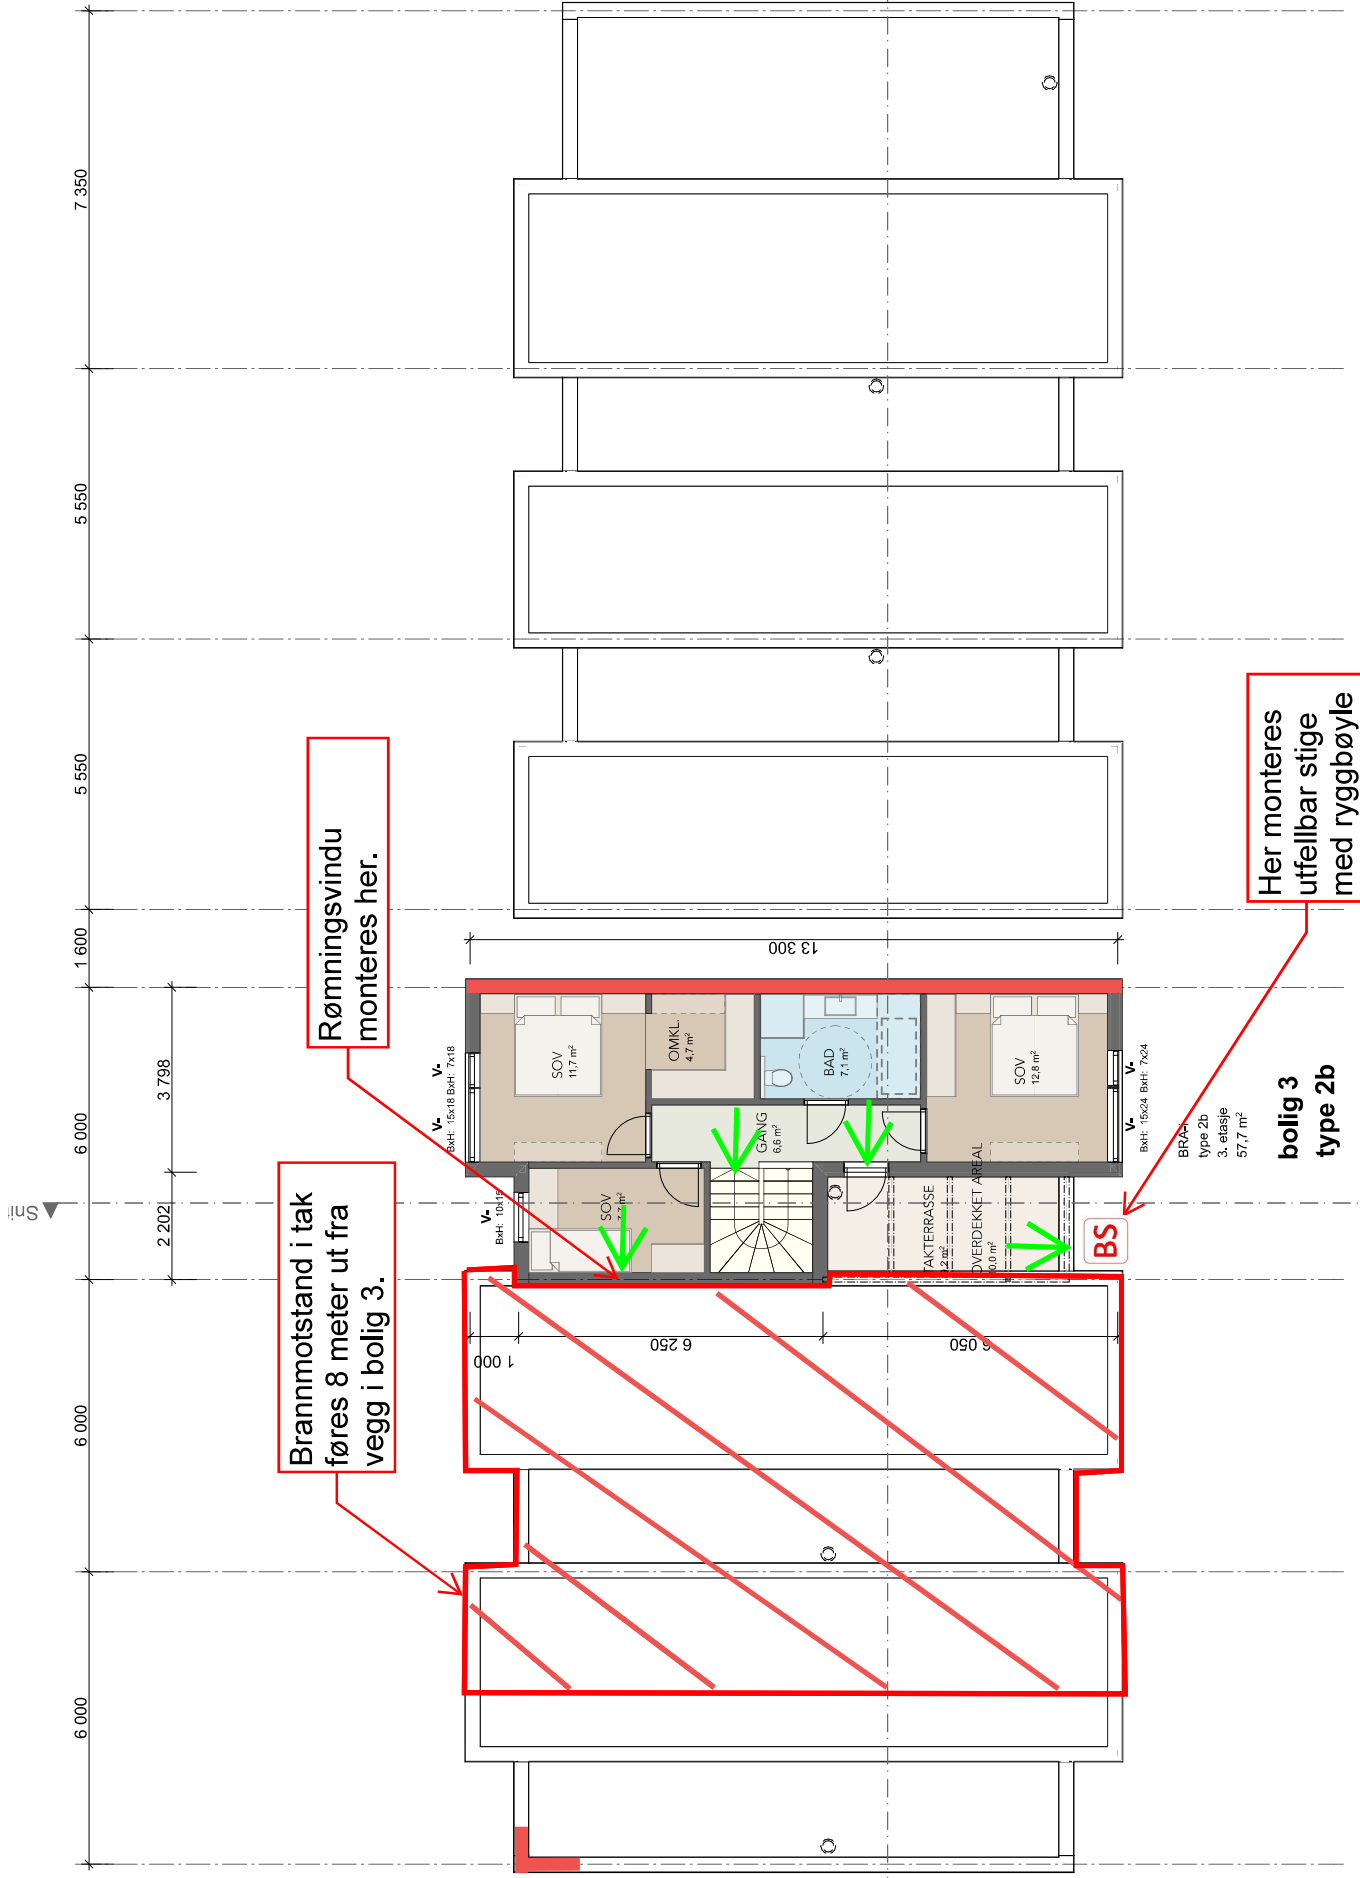 Brannmotstand i tak
føres 8 meter ut fra
vegg i bolig 3.
Rømningsvindu
monteres her.
Her monteres
utfellbar stige
med ryggbøyle
6 000
6 000
6 000
1 600
5 550
5 550
7 350
2 202
3 798
13 300
1 000
6 250
6 050
V-
BxH: 10x15
V-
BxH: 15x18
V-
BxH: 7x18
V-
BxH: 15x24
V-
BxH: 7x24
SOV
11,7 m²
OMKL.
4,7 m²
BAD
7,1 m²
SOV
12,8 m²
GANG
6,6 m²
SOV
TAKTERRASSE
OVERDEKKET AREAL
BS
BRA-i
type 2b
3. etasje
57,7 m²
bolig 3
type 2b